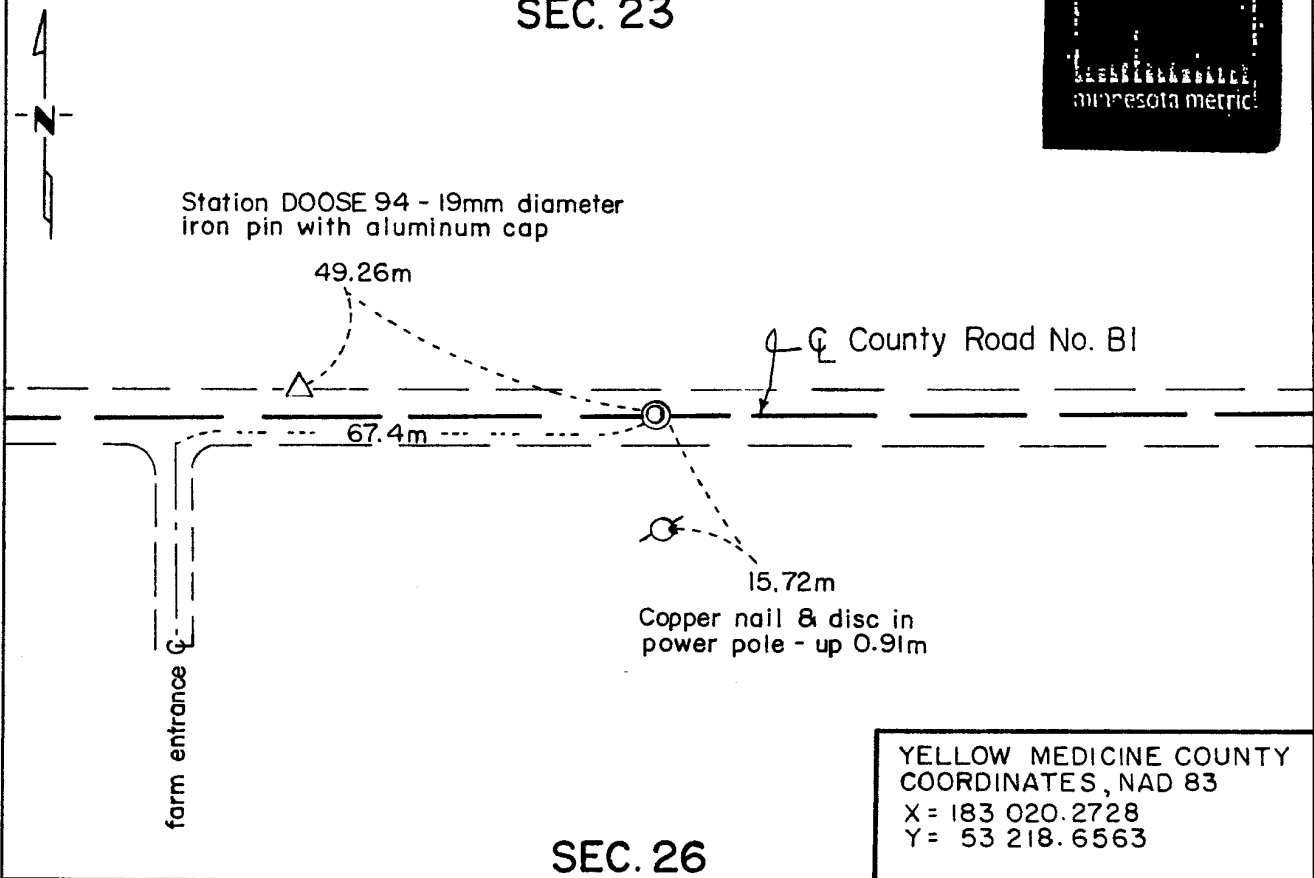 SEC. 23
minnesota metric
N
Station DOOSE 94 - 19mm diameter
iron pin with aluminum cap
49.26m
℄ County Road No. B1
67.4m
15.72m
Copper nail & disc in
power pole - up 0.91m
farm entrance ℄
YELLOW MEDICINE COUNTY
COORDINATES, NAD 83
X = 183 020.2728
Y = 53 218.6563
SEC. 26